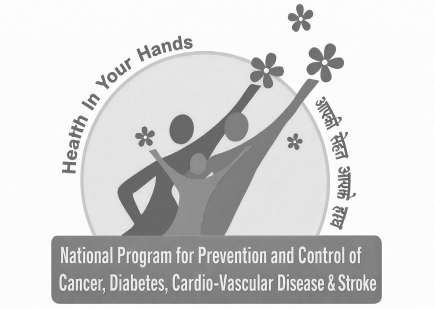 Health In Your Hands
आपकी सेहत आपके हाथ
National Program for Prevention and Control of
Cancer, Diabetes, Cardio-Vascular Disease & Stroke